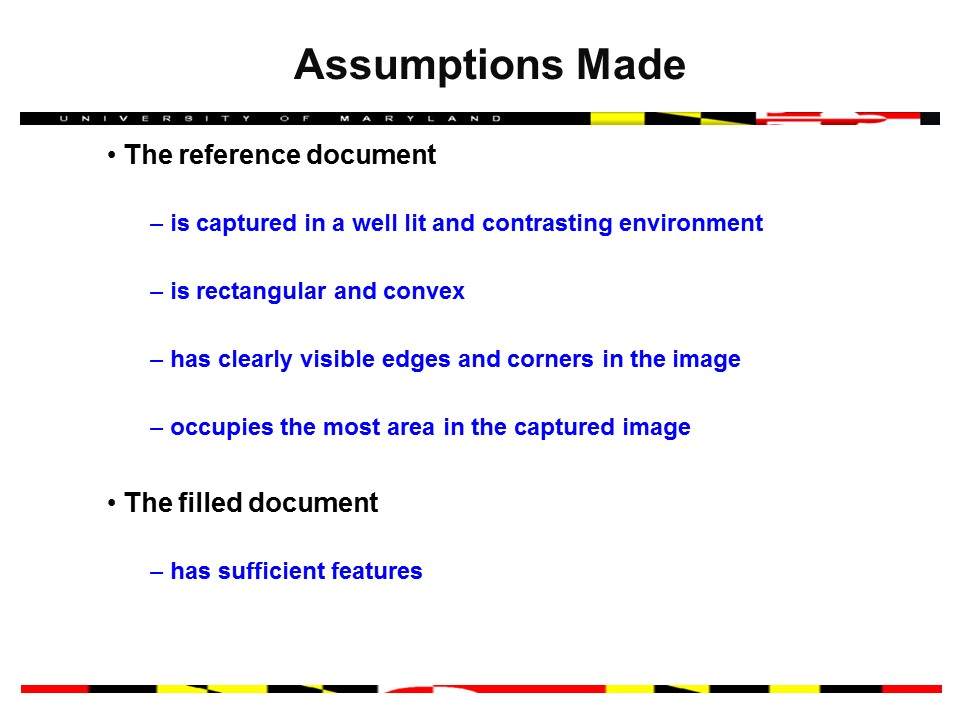 Assumptions Made
UNIVERSITY OF MARYLAND
• The reference document
– is captured in a well lit and contrasting environment
– is rectangular and convex
– has clearly visible edges and corners in the image
– occupies the most area in the captured image
• The filled document
– has sufficient features